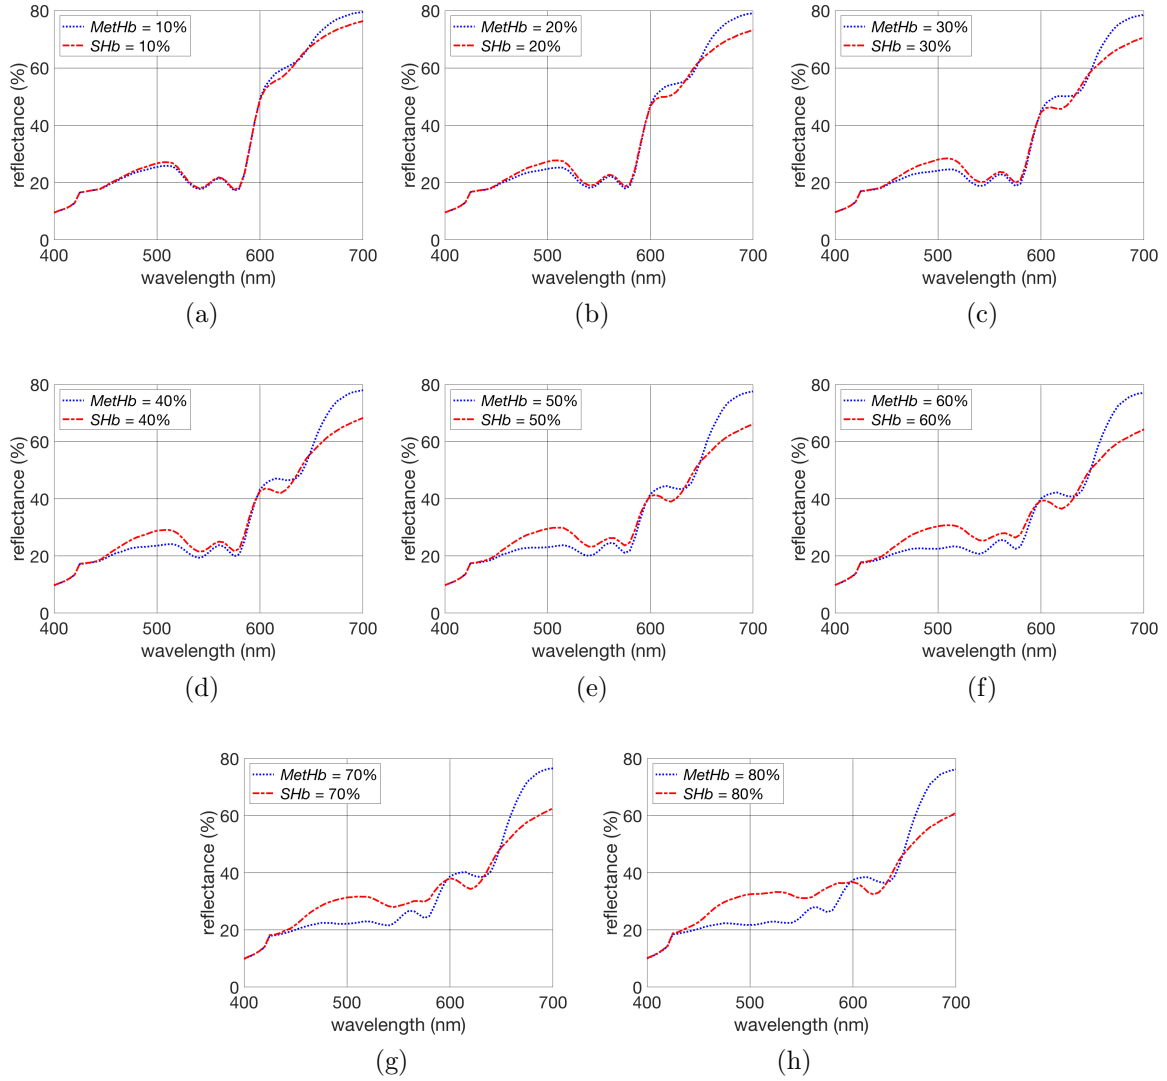 MetHb = 10%
SHb = 10%
reflectance (%)
80
60
40
20
0
400 500 600 700
wavelength (nm)
(a)
MetHb = 20%
SHb = 20%
reflectance (%)
80
60
40
20
0
400 500 600 700
wavelength (nm)
(b)
MetHb = 30%
SHb = 30%
reflectance (%)
80
60
40
20
0
400 500 600 700
wavelength (nm)
(c)
MetHb = 40%
SHb = 40%
reflectance (%)
80
60
40
20
0
400 500 600 700
wavelength (nm)
(d)
MetHb = 50%
SHb = 50%
reflectance (%)
80
60
40
20
0
400 500 600 700
wavelength (nm)
(e)
MetHb = 60%
SHb = 60%
reflectance (%)
80
60
40
20
0
400 500 600 700
wavelength (nm)
(f)
MetHb = 70%
SHb = 70%
reflectance (%)
80
60
40
20
0
400 500 600 700
wavelength (nm)
(g)
MetHb = 80%
SHb = 80%
reflectance (%)
80
60
40
20
0
400 500 600 700
wavelength (nm)
(h)